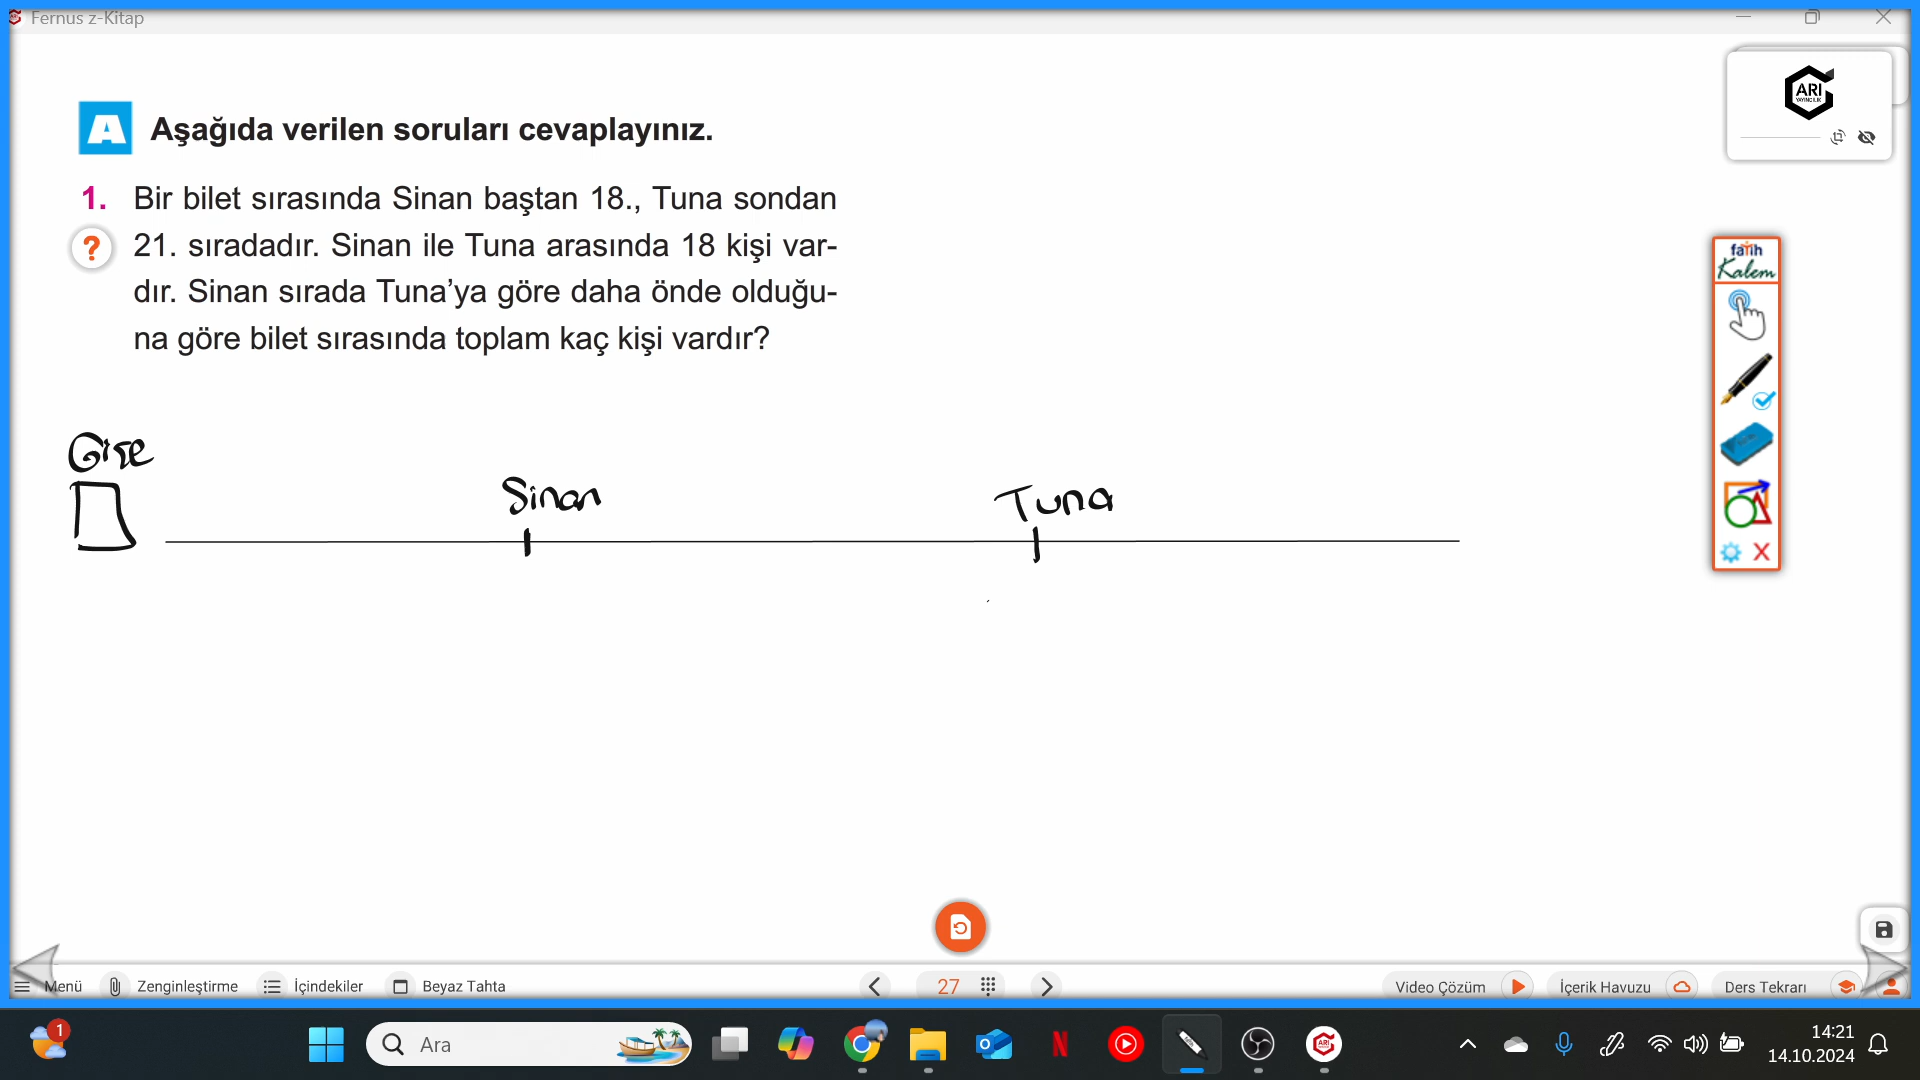 Fernus z-Kitap
ARI
YAYINCILIK
A Aşağıda verilen soruları cevaplayınız.
1. Bir bilet sırasında Sinan baştan 18., Tuna sondan
? 21. sıradadır. Sinan ile Tuna arasında 18 kişi var-
dır. Sinan sırada Tuna’ya göre daha önde olduğu-
na göre bilet sırasında toplam kaç kişi vardır?
fatih
Kalem
Gişe
Sinan
Tuna
Menü Zenginleştirme İçindekiler Beyaz Tahta 27 Video Çözüm İçerik Havuzu Ders Tekrarı
1 Ara 14:21
14.10.2024